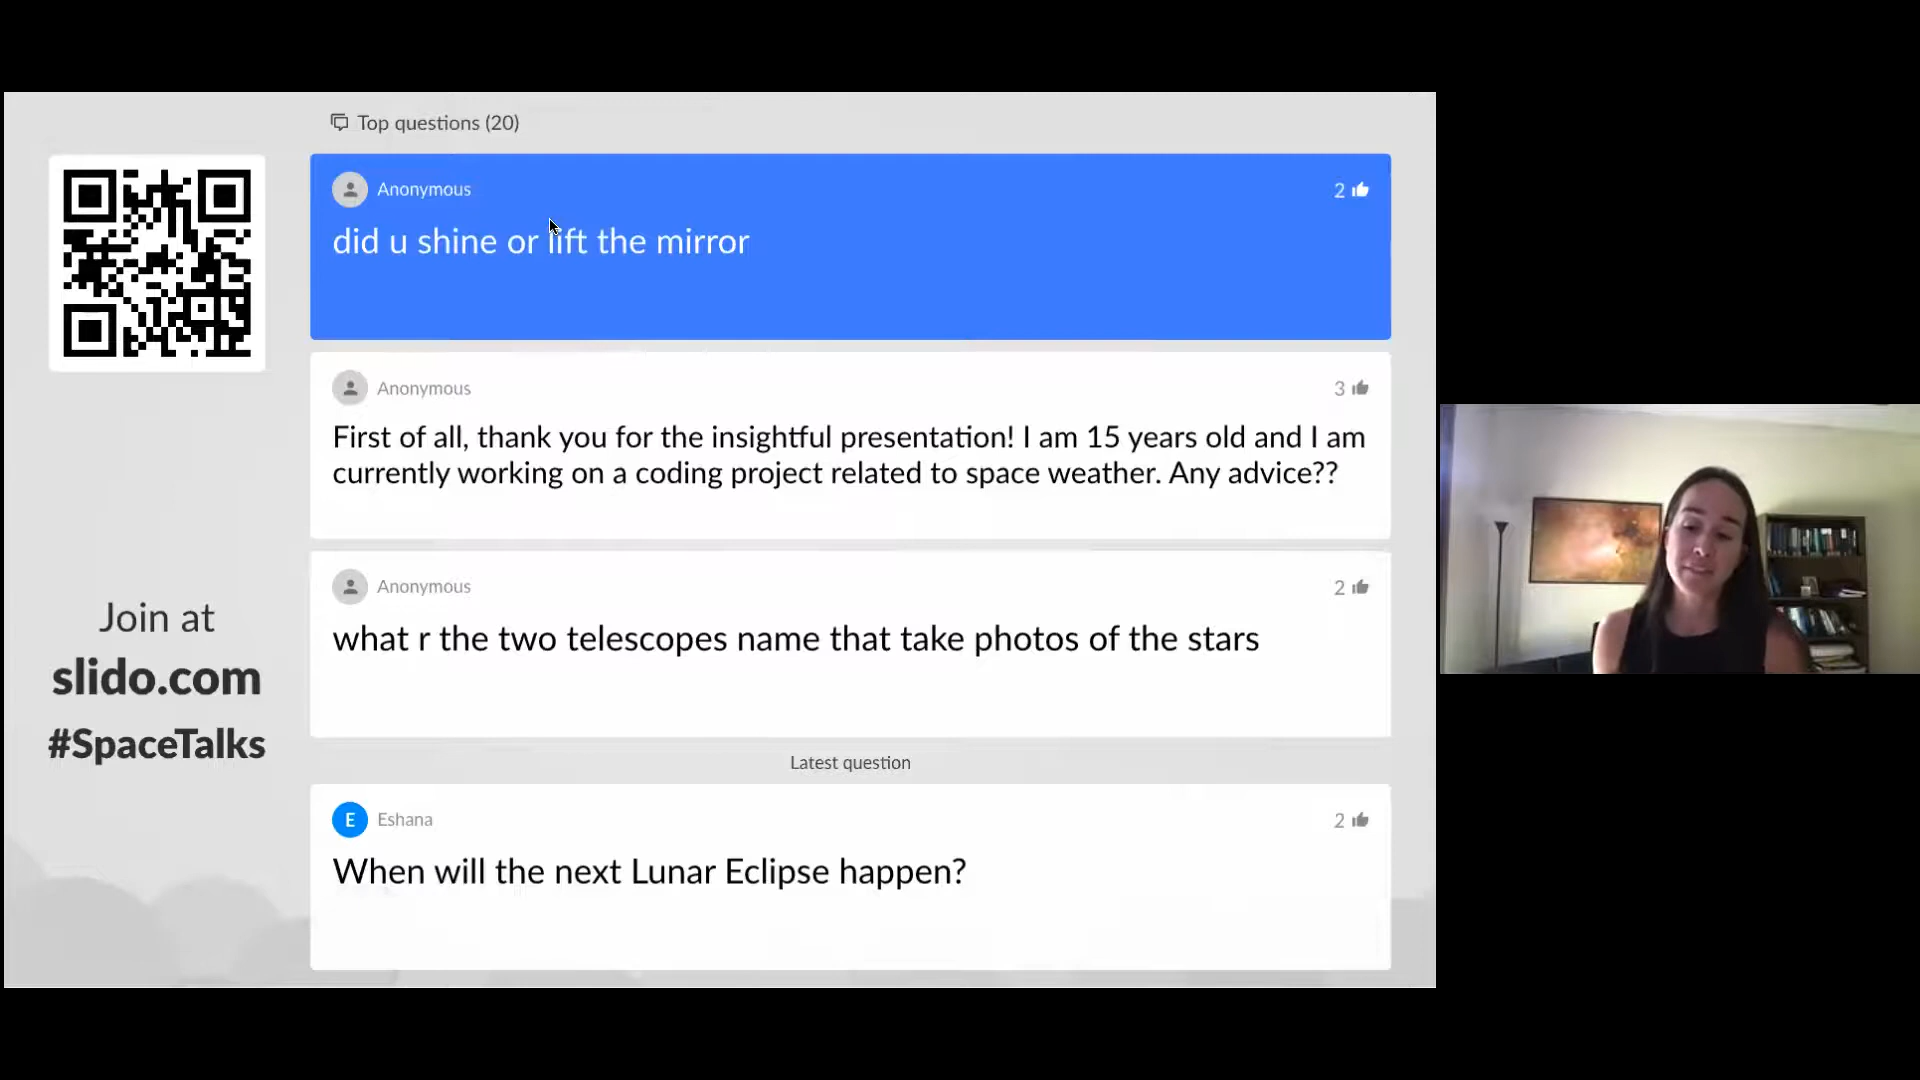 Top questions (20)
Anonymous
2
did u shine or lift the mirror
Anonymous
3
First of all, thank you for the insightful presentation! I am 15 years old and I am
currently working on a coding project related to space weather. Any advice??
Anonymous
2
what r the two telescopes name that take photos of the stars
Join at
slido.com
#SpaceTalks
Latest question
E
Eshana
2
When will the next Lunar Eclipse happen?